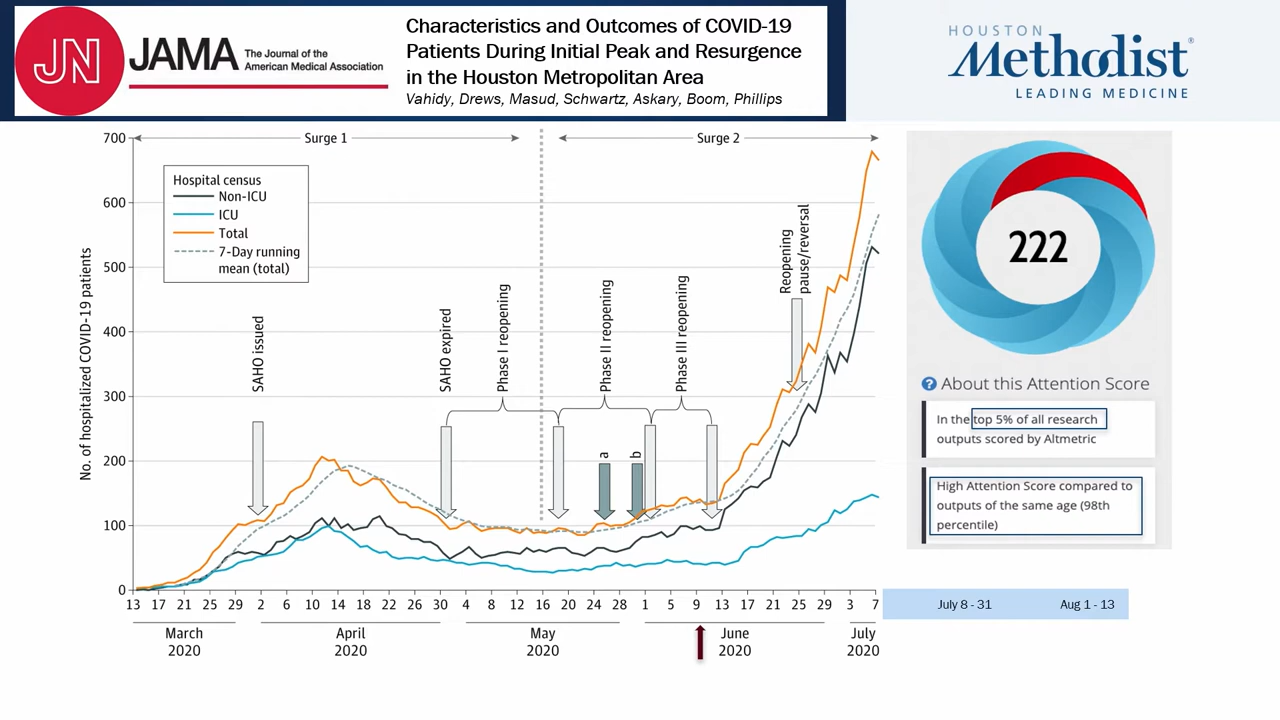 JN
JAMA
The Journal of the
American Medical Association
Characteristics and Outcomes of COVID-19
Patients During Initial Peak and Resurgence
in the Houston Metropolitan Area
Vahidy, Drews, Masud, Schwartz, Askary, Boom, Phillips
HOUSTON
Methodist®
LEADING MEDICINE
No. of hospitalized COVID-19 patients
700
600
500
400
300
200
100
0
Surge 1
Surge 2
Hospital census
Non-ICU
ICU
Total
7-Day running
mean (total)
SAHO issued
SAHO expired
Phase I reopening
Phase II reopening
a
b
Phase III reopening
Reopening
pause/reversal
13 17 21 25 29 2 6 10 14 18 22 26 30 4 8 12 16 20 24 28 1 5 9 13 17 21 25 29 3 7
March
2020
April
2020
May
2020
June
2020
July
2020
222
? About this Attention Score
In the top 5% of all research
outputs scored by Altmetric
High Attention Score compared to
outputs of the same age (98th
percentile)
July 8 - 31 Aug 1 - 13